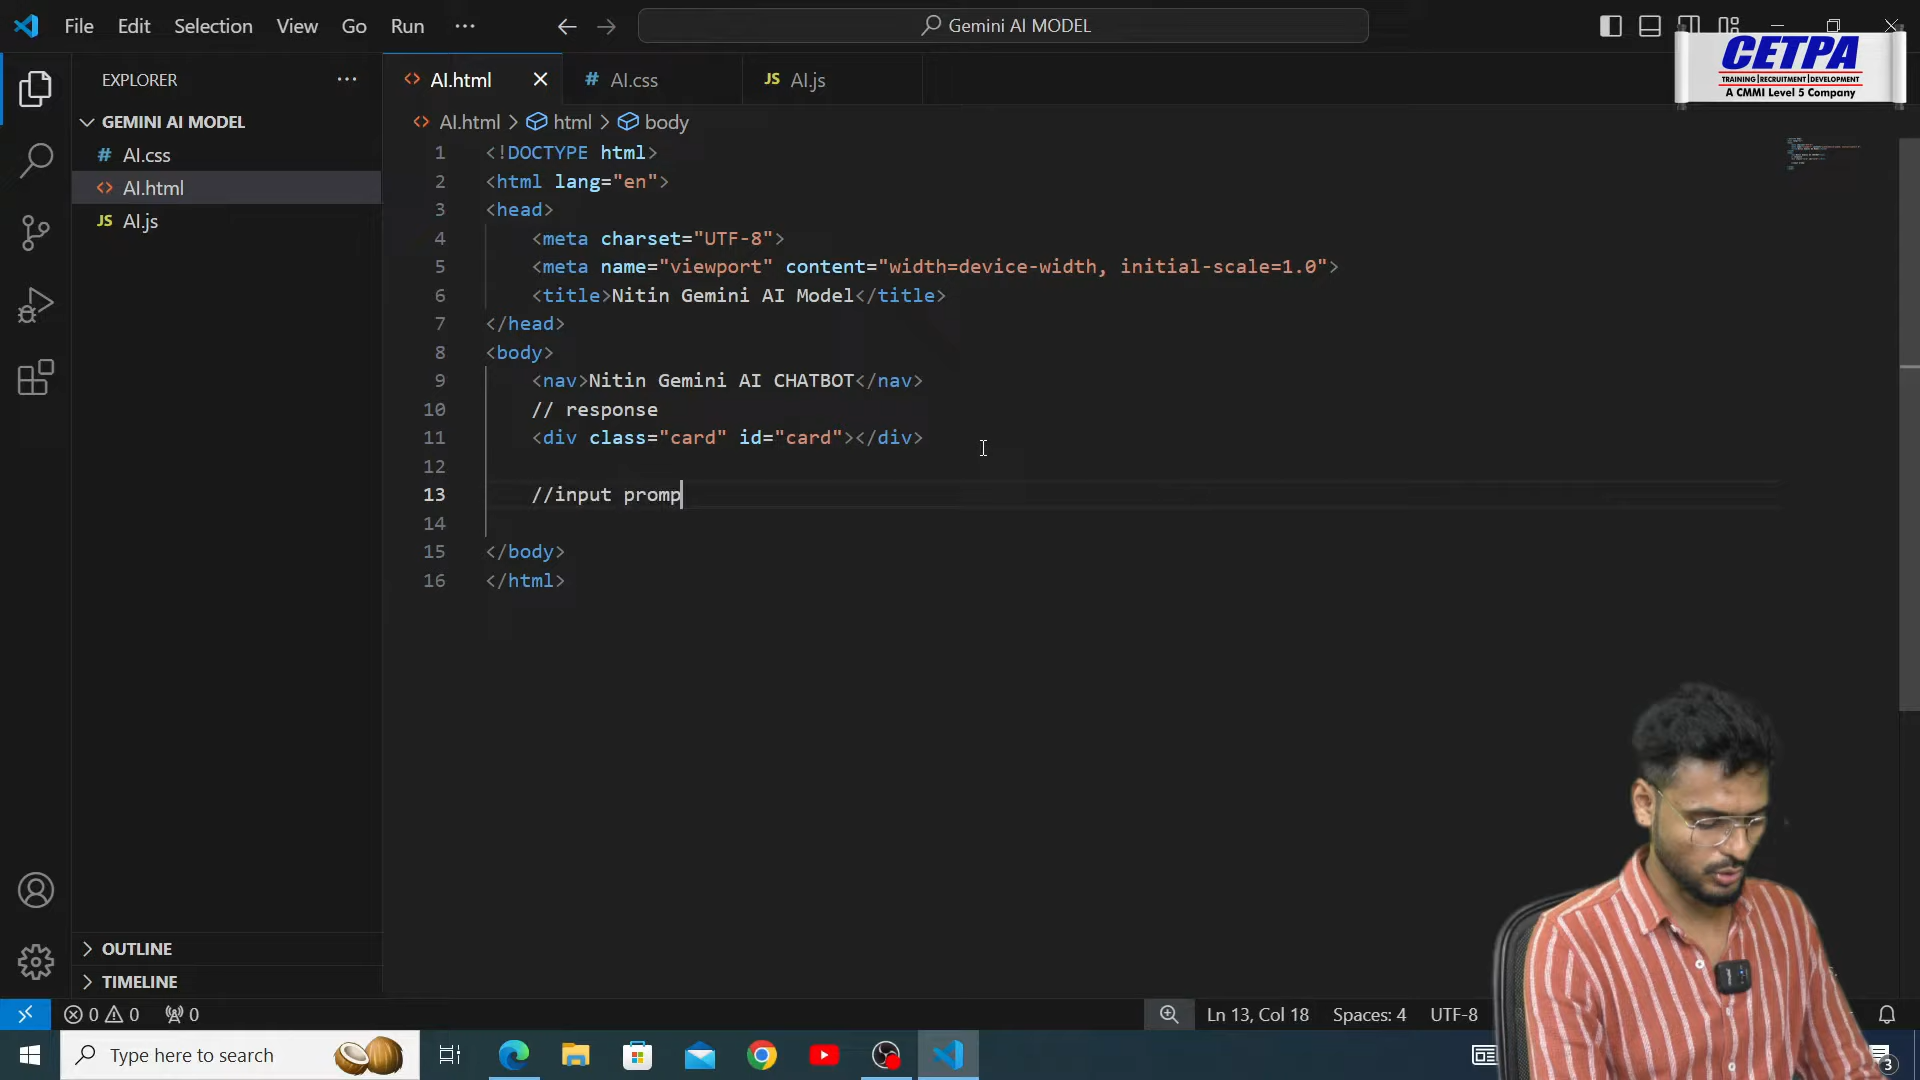 File Edit Selection View Go Run ...
Gemini AI MODEL
CETPA
TRAINING|RECRUITMENT|DEVELOPMENT
A CMMI Level 5 Company
EXPLORER
AI.html
AI.css
JS AI.js
GEMINI AI MODEL
AI.html > html > body
# AI.css
<> AI.html
JS AI.js
1 <!DOCTYPE html>
2 <html lang="en">
3 <head>
4 <meta charset="UTF-8">
5 <meta name="viewport" content="width=device-width, initial-scale=1.0">
6 <title>Nitin Gemini AI Model</title>
7 </head>
8 <body>
9 <nav>Nitin Gemini AI CHATBOT</nav>
10 // response
11 <div class="card" id="card"></div>
12
13 //input promp
14
15 </body>
16 </html>
OUTLINE
TIMELINE
0 0 0
Ln 13, Col 18 Spaces: 4 UTF-8
Type here to search
3